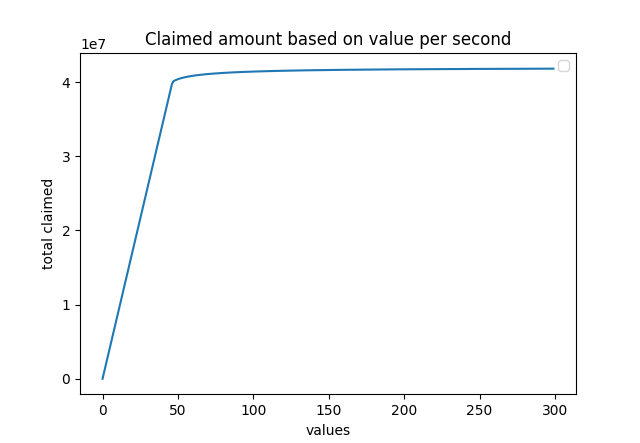 Claimed amount based on value per second
1e7
4
3
2
1
0
total claimed
0 50 100 150 200 250 300
values